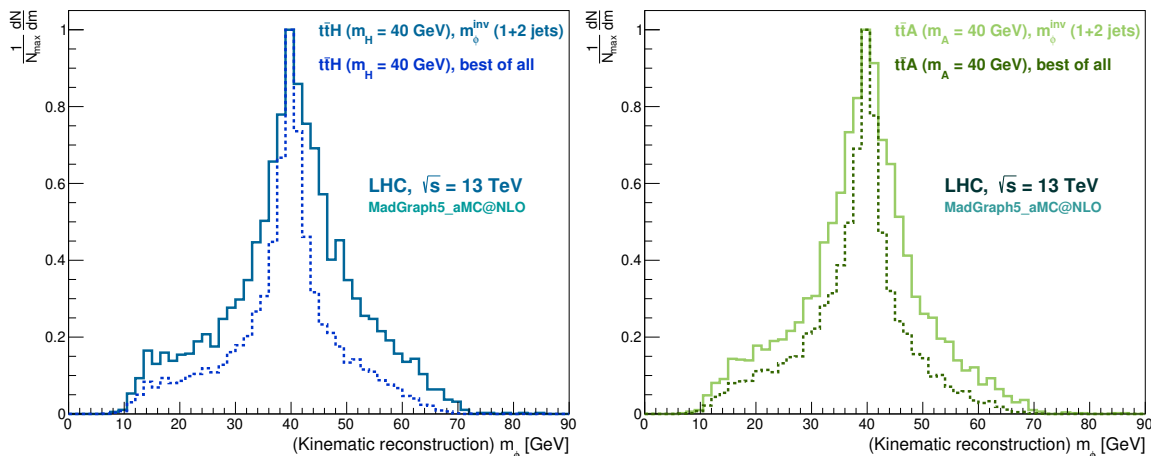 1/N_max dN/dm
tt̄H (m_H = 40 GeV), m_ϕ^inv (1+2 jets)
tt̄H (m_H = 40 GeV), best of all
LHC, √s = 13 TeV
MadGraph5_aMC@NLO
1
0.8
0.6
0.4
0.2
0
0 10 20 30 40 50 60 70 80 90
(Kinematic reconstruction) m_ϕ [GeV]
1/N_max dN/dm
tt̄A (m_A = 40 GeV), m_ϕ^inv (1+2 jets)
tt̄A (m_A = 40 GeV), best of all
LHC, √s = 13 TeV
MadGraph5_aMC@NLO
1
0.8
0.6
0.4
0.2
0
0 10 20 30 40 50 60 70 80 90
(Kinematic reconstruction) m_ϕ [GeV]